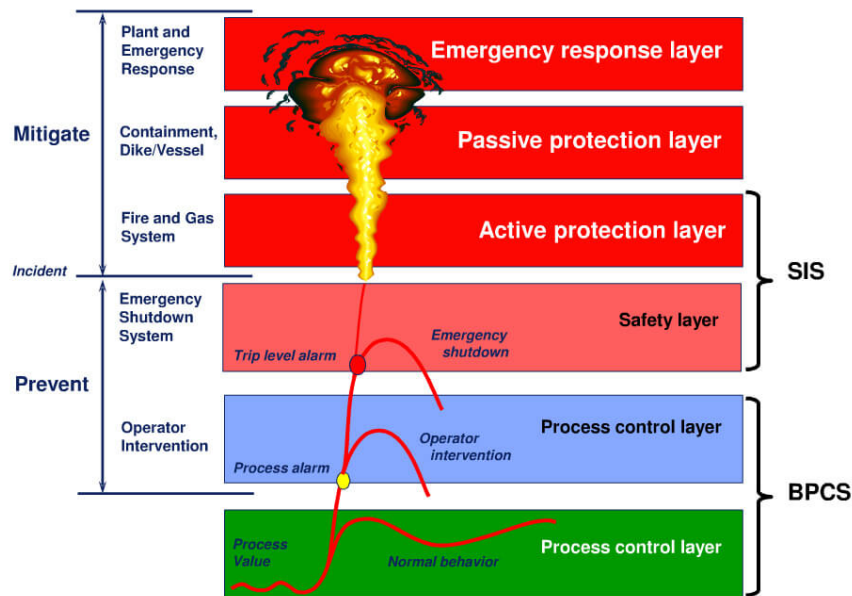 Plant and
Emergency
Response
Emergency response layer
Mitigate
Containment,
Dike/Vessel
Passive protection layer
Fire and Gas
System
Active protection layer
SIS
Incident
Emergency
Shutdown
System
Safety layer
Emergency
shutdown
Trip level alarm
Prevent
Operator
Intervention
Process control layer
Operator
intervention
Process alarm
BPCS
Process
Value
Normal behavior
Process control layer